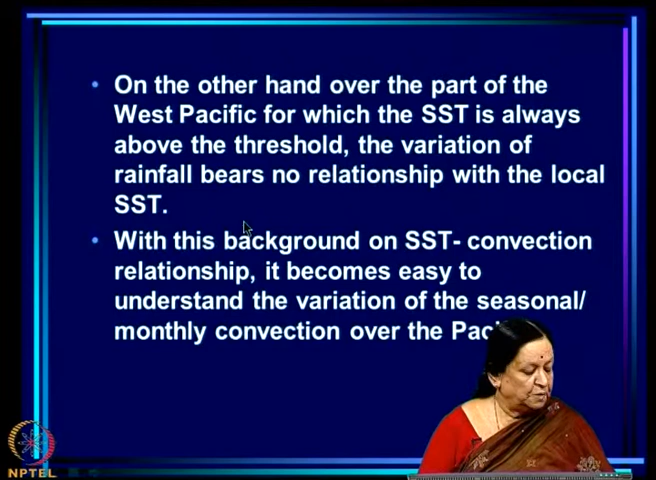 • On the other hand over the part of the
West Pacific for which the SST is always
above the threshold, the variation of
rainfall bears no relationship with the local
SST.
• With this background on SST- convection
relationship, it becomes easy to
understand the variation of the seasonal/
monthly convection over the
NPTEL